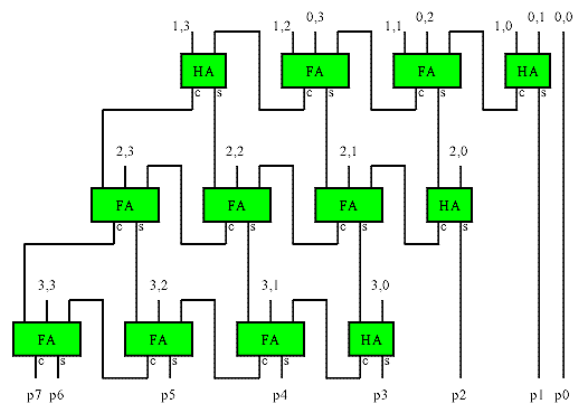 0,3 0,2 0,1 0,0
1,3 1,2 1,1 1,0
HA FA FA HA
c s c s c s c s
2,3 2,2 2,1 2,0
FA FA FA HA
c s c s c s c s
3,3 3,2 3,1 3,0
FA FA FA HA
c s c s c s c s
p7 p6 p5 p4 p3 p2 p1 p0